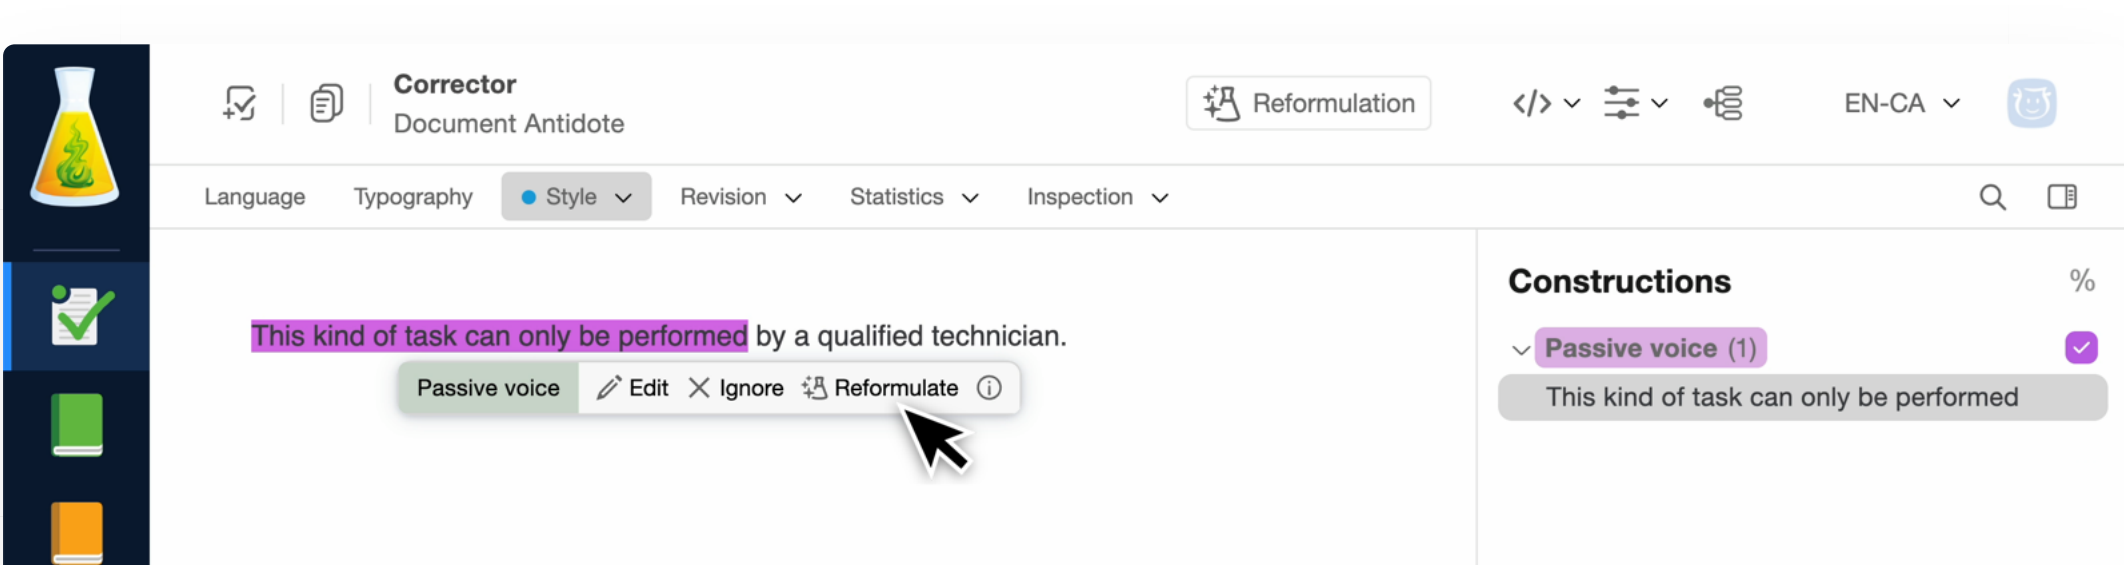 Corrector
Document Antidote
Reformulation
</>
EN-CA
Language Typography Style Revision Statistics Inspection
This kind of task can only be performed by a qualified technician.
Passive voice Edit Ignore Reformulate
Constructions %
Passive voice (1)
This kind of task can only be performed